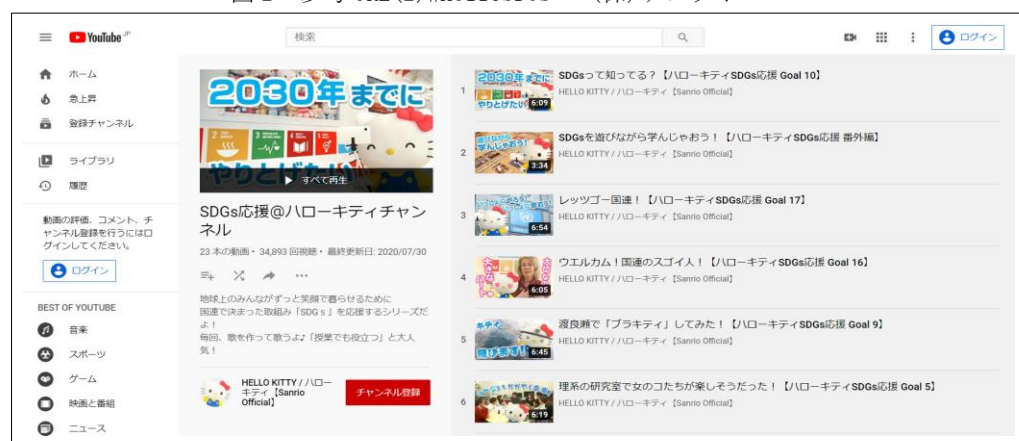 YouTube JP
検索
ログイン
ホーム
急上昇
登録チャンネル
ライブラリ
履歴
動画の評価、コメント、チ
ャンネル登録を行うにはロ
グインしてください。
ログイン
BEST OF YOUTUBE
音楽
スポーツ
ゲーム
映画と番組
ニュース
2030年までに
やりとげたい
すべて再生
SDGs応援@ハローキティチャン
ネル
23 本の動画・34,893 回視聴・最終更新日: 2020/07/30
地球上のみんながずっと笑顔で暮らせるために
国連で決まった取組み「SDGｓ」を応援するシリーズだ
よ！
毎回、歌を作って歌うよ♪「授業でも役立つ」と大人
気！
HELLO KITTY / ハロー
キティ【Sanrio
Official】
チャンネル登録
1
2030年までに
やりとげたい
6:09
SDGsって知ってる？【ハローキティSDGs応援 Goal 10】
HELLO KITTY / ハローキティ【Sanrio Official】
2
3:34
SDGsを遊びながら学んじゃおう！【ハローキティSDGs応援 番外編】
HELLO KITTY / ハローキティ【Sanrio Official】
3
6:54
レッツゴー国連！【ハローキティSDGs応援 Goal 17】
HELLO KITTY / ハローキティ【Sanrio Official】
4
6:05
ウエルカム！国連のスゴイ人！【ハローキティSDGs応援 Goal 16】
HELLO KITTY / ハローキティ【Sanrio Official】
5
6:45
渡良瀬で「ブラキティ」してみた！【ハローキティSDGs応援 Goal 9】
HELLO KITTY / ハローキティ【Sanrio Official】
6
6:19
理系の研究室で女のコたちが楽しそうだった！【ハローキティSDGs応援 Goal 5】
HELLO KITTY / ハローキティ【Sanrio Official】